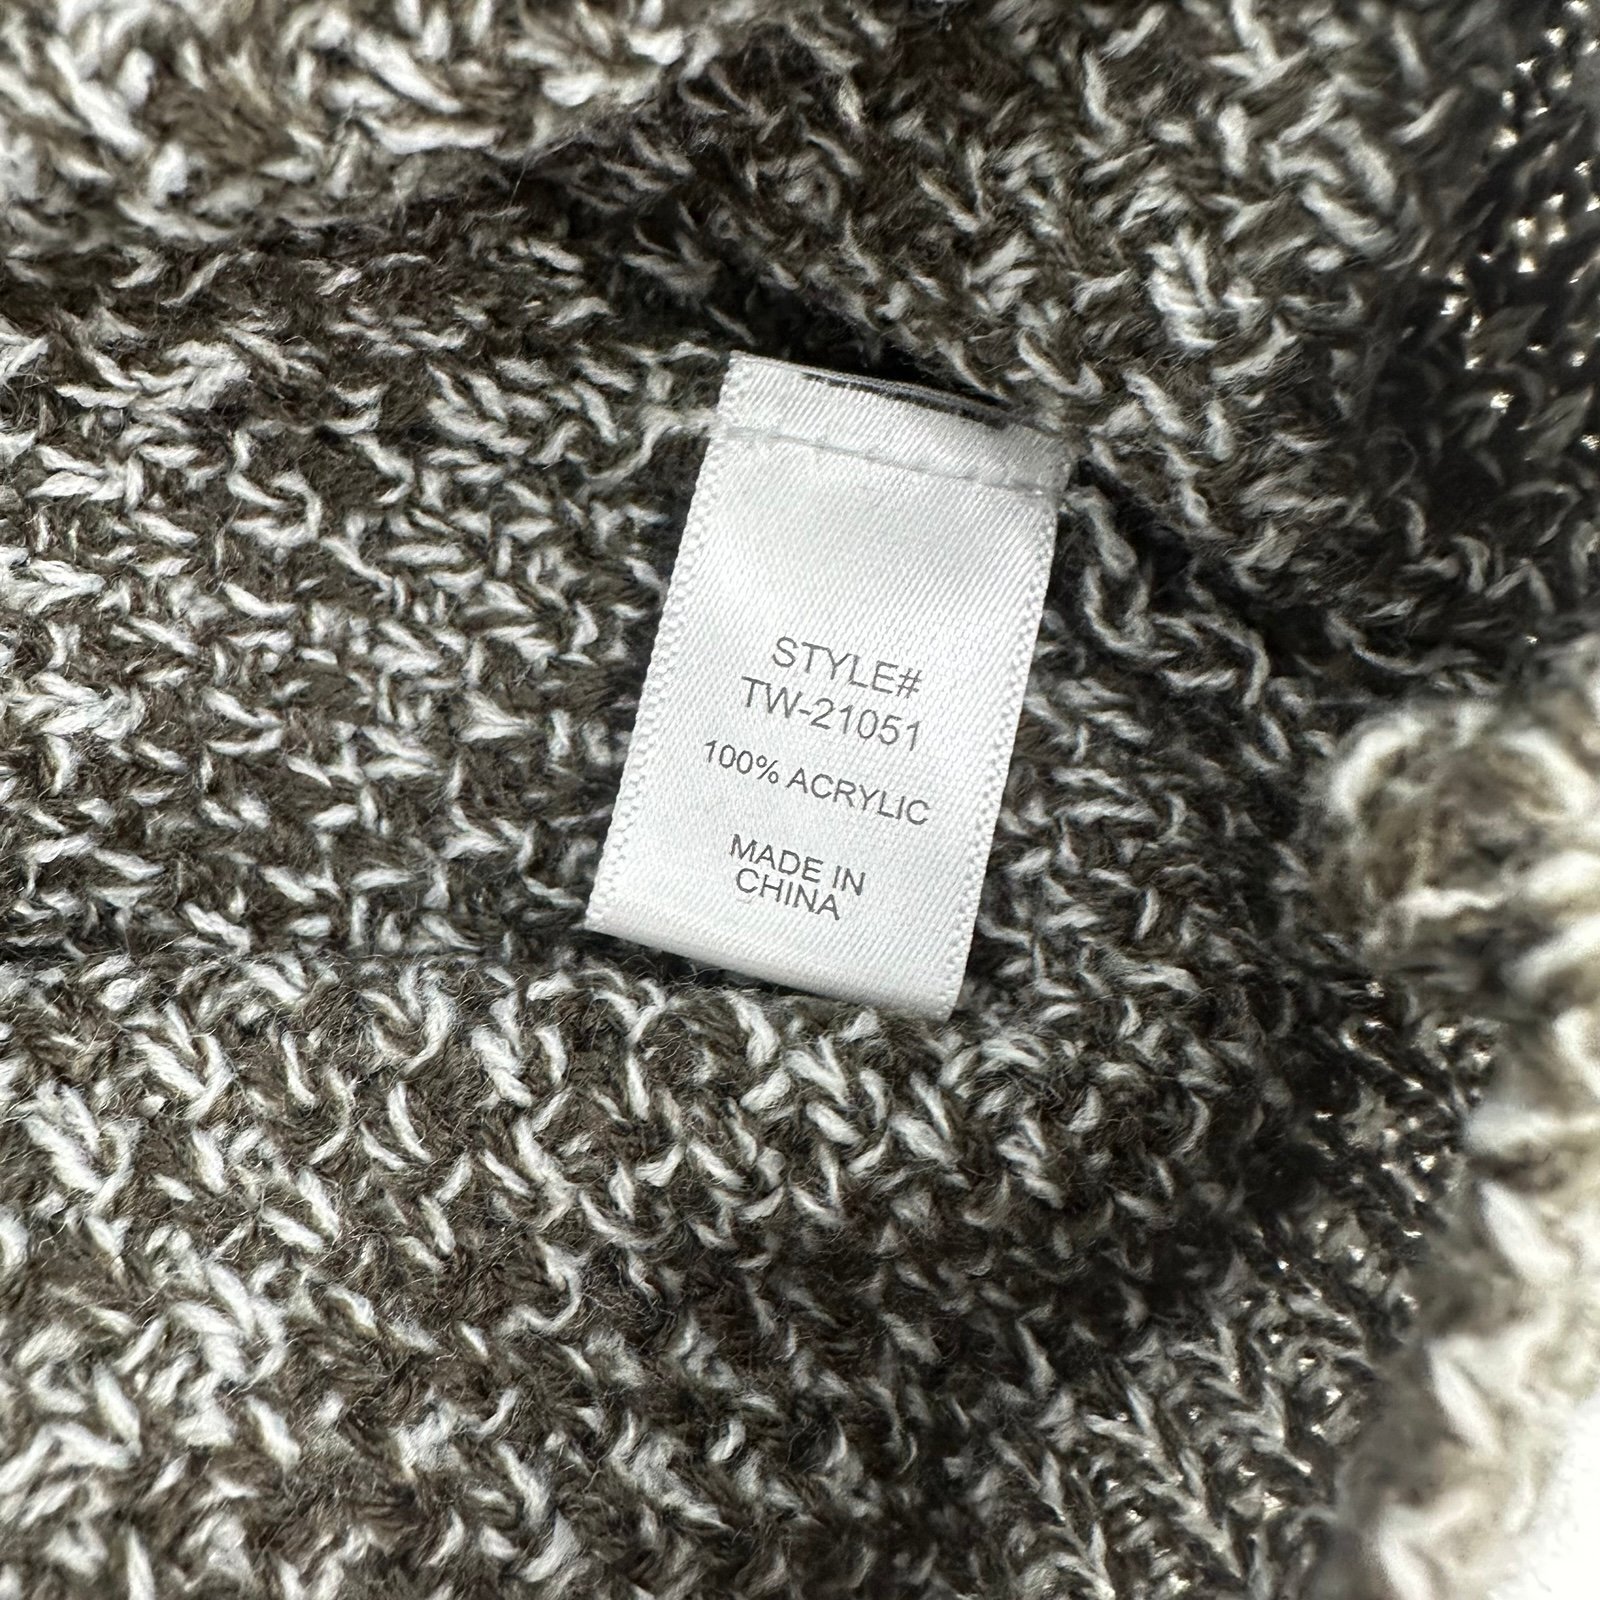 STYLE#
TW-21051
100% ACRYLIC
MADE IN
CHINA